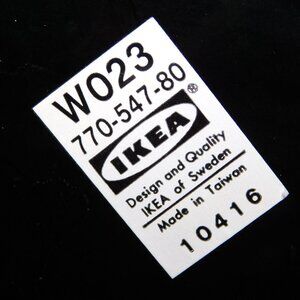 W023
770-547-80
IKEA®
Design and Quality
IKEA of Sweden
Made in Taiwan
10416